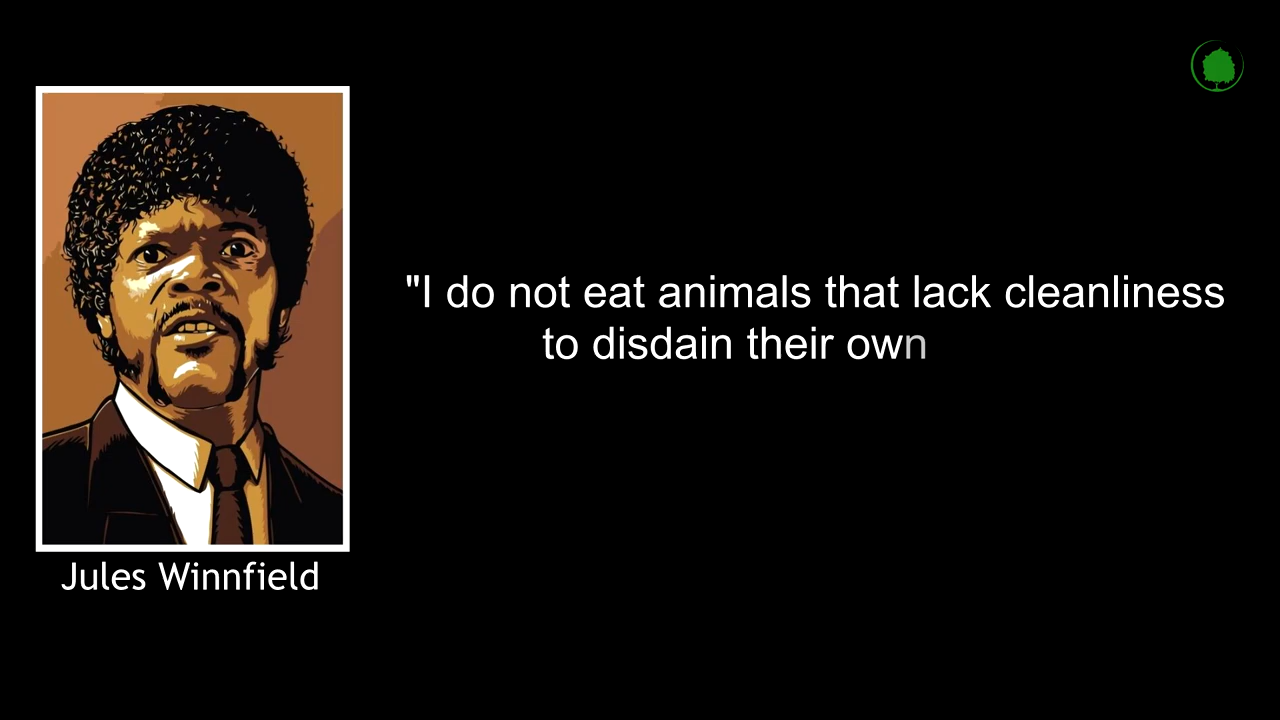 "I do not eat animals that lack cleanliness
to disdain their own
Jules Winnfield